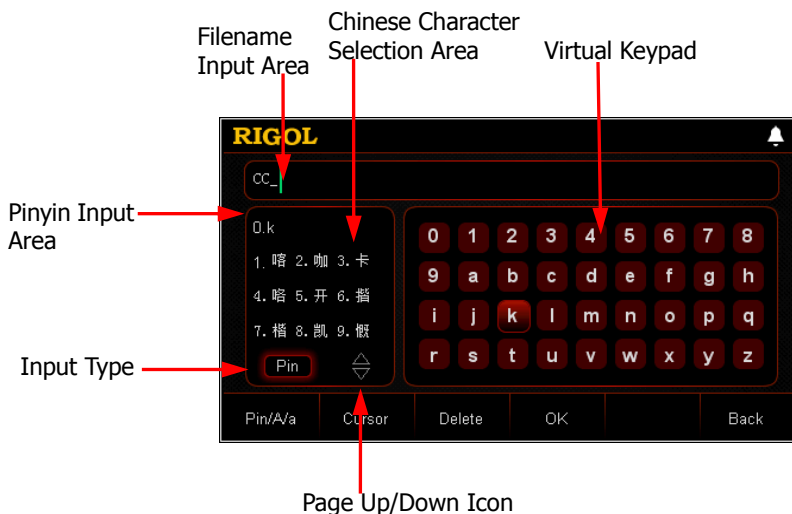 Filename
Input Area
Chinese Character
Selection Area
Virtual Keypad
RIGOL
CC_
Pinyin Input
Area
0.k
1. 喀 2. 咖 3. 卡
4. 咯 5. 开 6. 揩
7. 楷 8. 凯 9. 慨
Pin
Input Type
0 1 2 3 4 5 6 7 8
9 a b c d e f g h
i j k l m n o p q
r s t u v w x y z
Pin/A/a Cursor Delete OK Back
Page Up/Down Icon